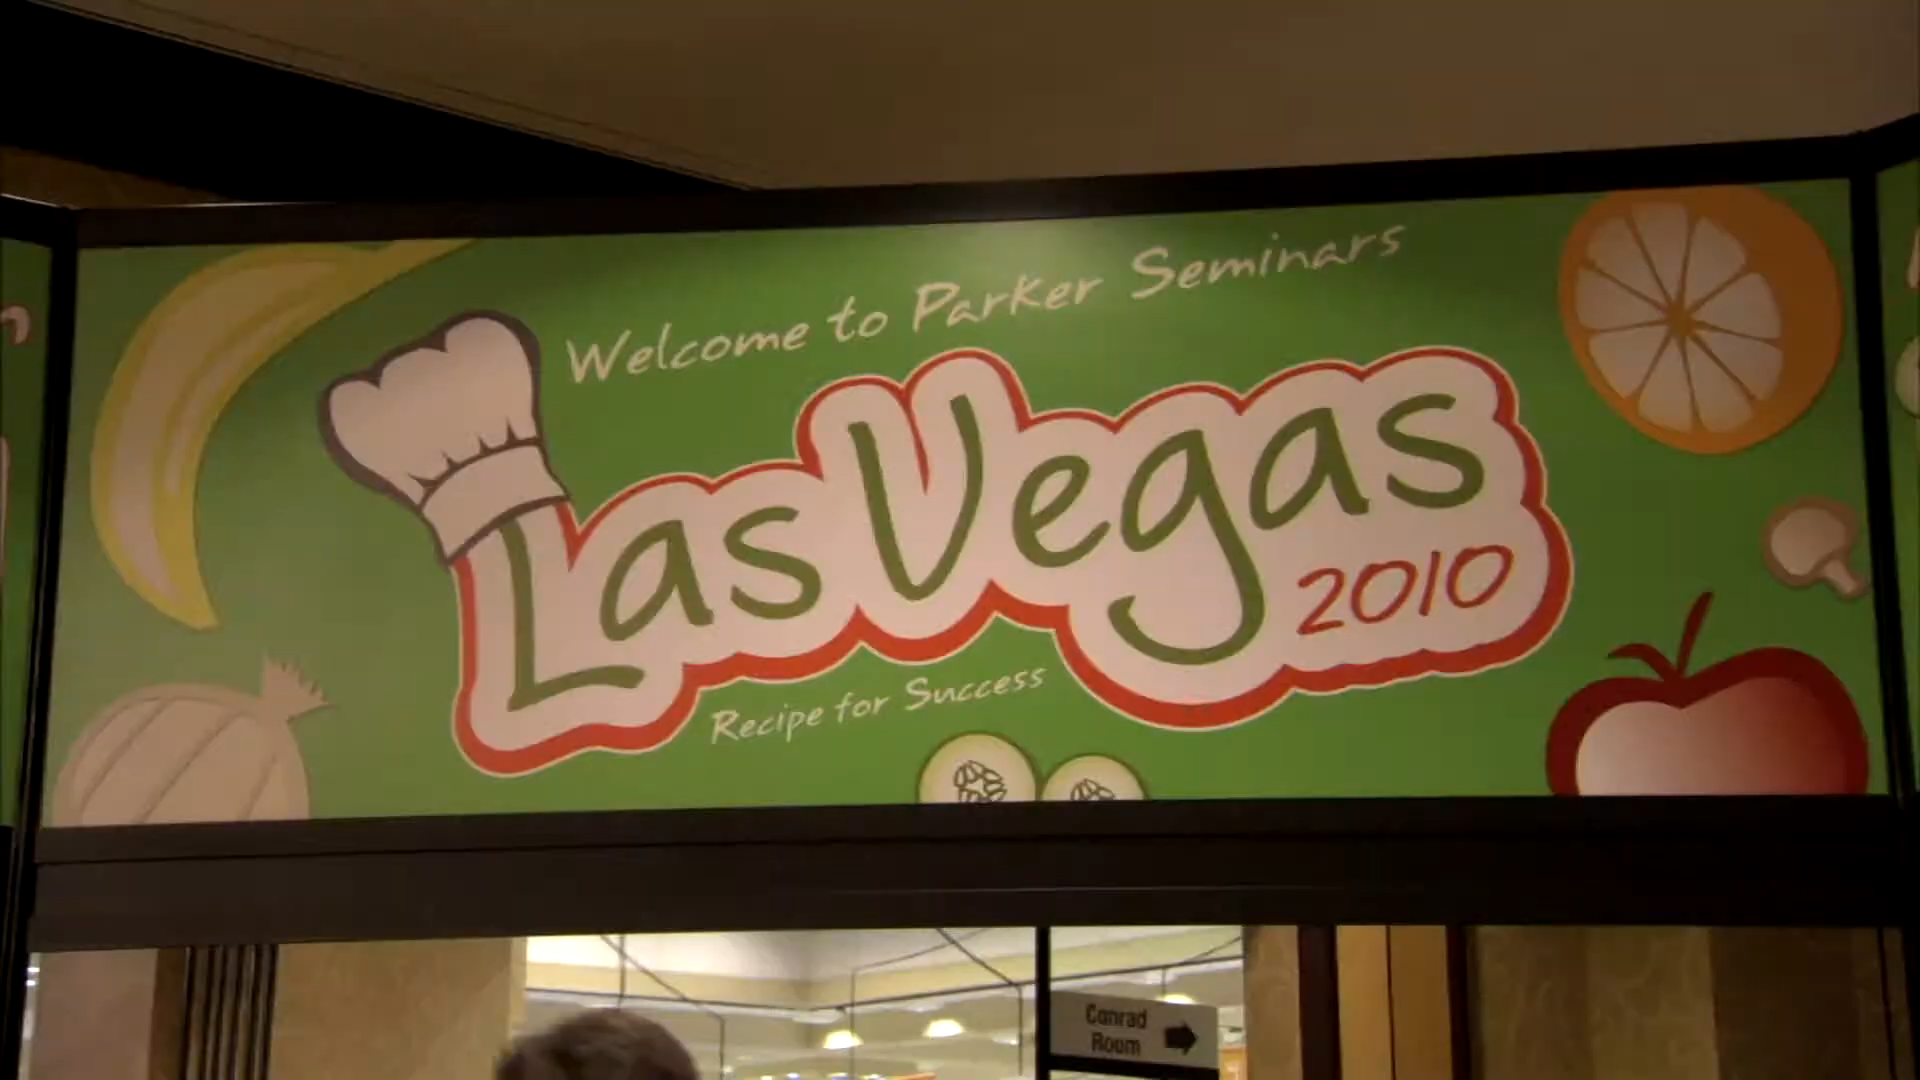 Welcome to Parker Seminars
Las Vegas
2010
Recipe for Success
Conrad
Room